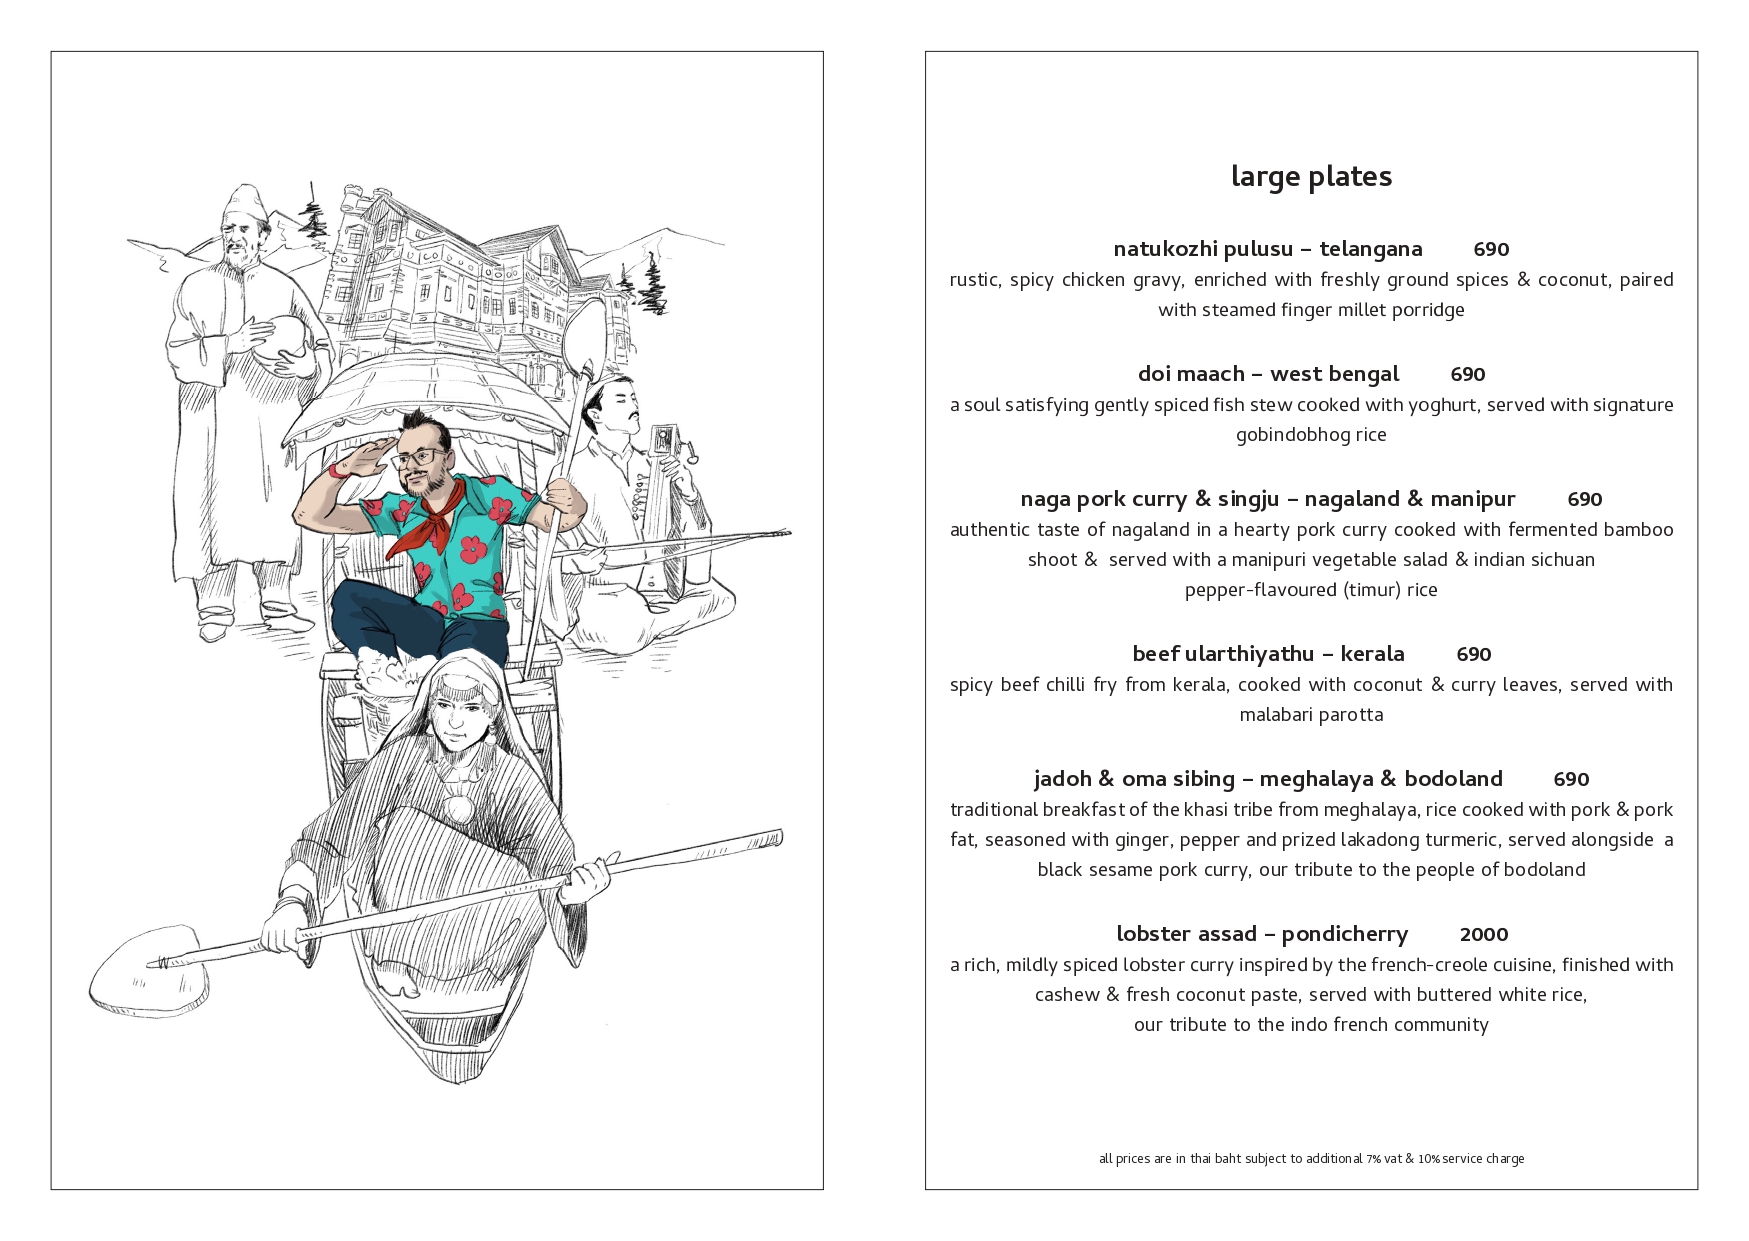 large plates
natukozhi pulusu – telangana 690
rustic, spicy chicken gravy, enriched with freshly ground spices & coconut, paired
with steamed finger millet porridge
doi maach – west bengal 690
a soul satisfying gently spiced fish stew cooked with yoghurt, served with signature
gobindobhog rice
naga pork curry & singju – nagaland & manipur 690
authentic taste of nagaland in a hearty pork curry cooked with fermented bamboo
shoot & served with a manipuri vegetable salad & indian sichuan
pepper-flavoured (timur) rice
beef ularthiyathu – kerala 690
spicy beef chilli fry from kerala, cooked with coconut & curry leaves, served with
malabari parotta
jadoh & oma sibing – meghalaya & bodoland 690
traditional breakfast of the khasi tribe from meghalaya, rice cooked with pork & pork
fat, seasoned with ginger, pepper and prized lakadong turmeric, served alongside a
black sesame pork curry, our tribute to the people of bodoland
lobster assad – pondicherry 2000
a rich, mildly spiced lobster curry inspired by the french-creole cuisine, finished with
cashew & fresh coconut paste, served with buttered white rice,
our tribute to the indo french community
all prices are in thai baht subject to additional 7% vat & 10% service charge